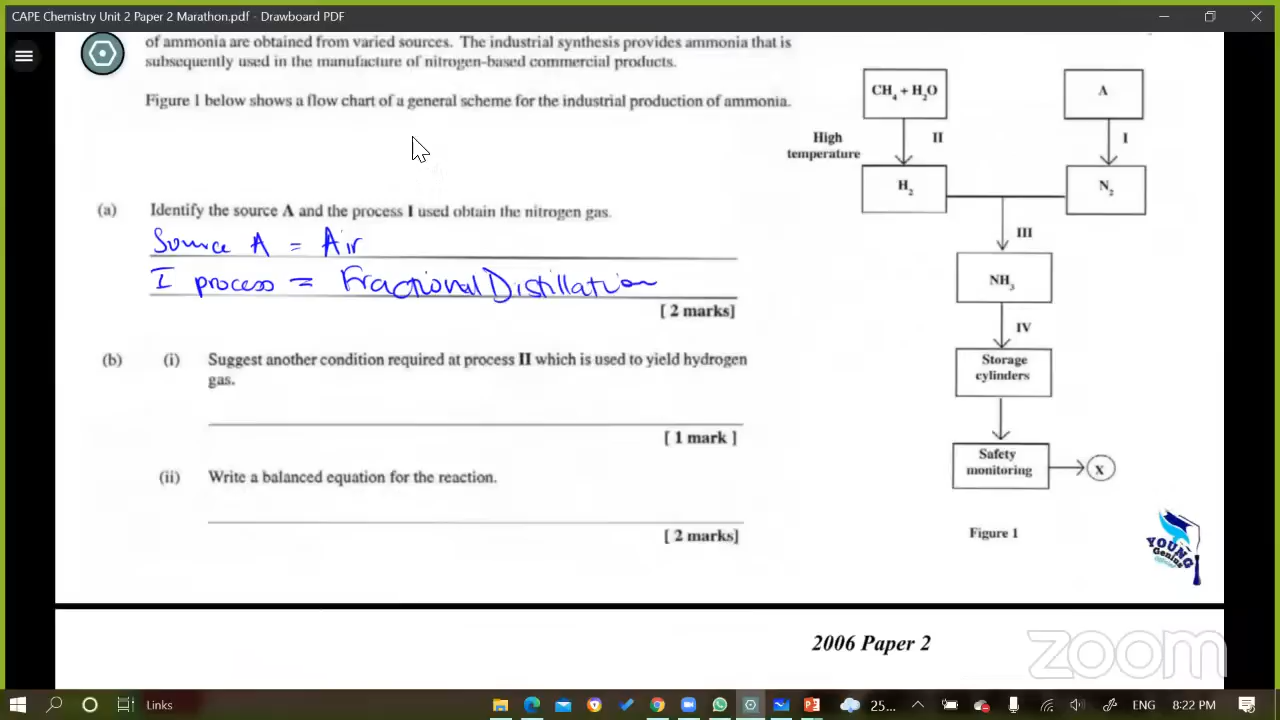 CAPE Chemistry Unit 2 Paper 2 Marathon.pdf - Drawboard PDF
of ammonia are obtained from varied sources. The industrial synthesis provides ammonia that is
subsequently used in the manufacture of nitrogen-based commercial products.
Figure 1 below shows a flow chart of a general scheme for the industrial production of ammonia.
(a) Identify the source A and the process I used obtain the nitrogen gas.
Source A = Air
I process = Fractional Distillation
[ 2 marks]
(b) (i) Suggest another condition required at process II which is used to yield hydrogen
gas.
[ 1 mark ]
(ii) Write a balanced equation for the reaction.
[ 2 marks]
CH4 + H2O
A
High
temperature
II
I
H2
N2
III
NH3
IV
Storage
cylinders
Safety
monitoring
X
Figure 1
YOUNG
Genius
2006 Paper 2
zoom
Links
25...
ENG
8:22 PM